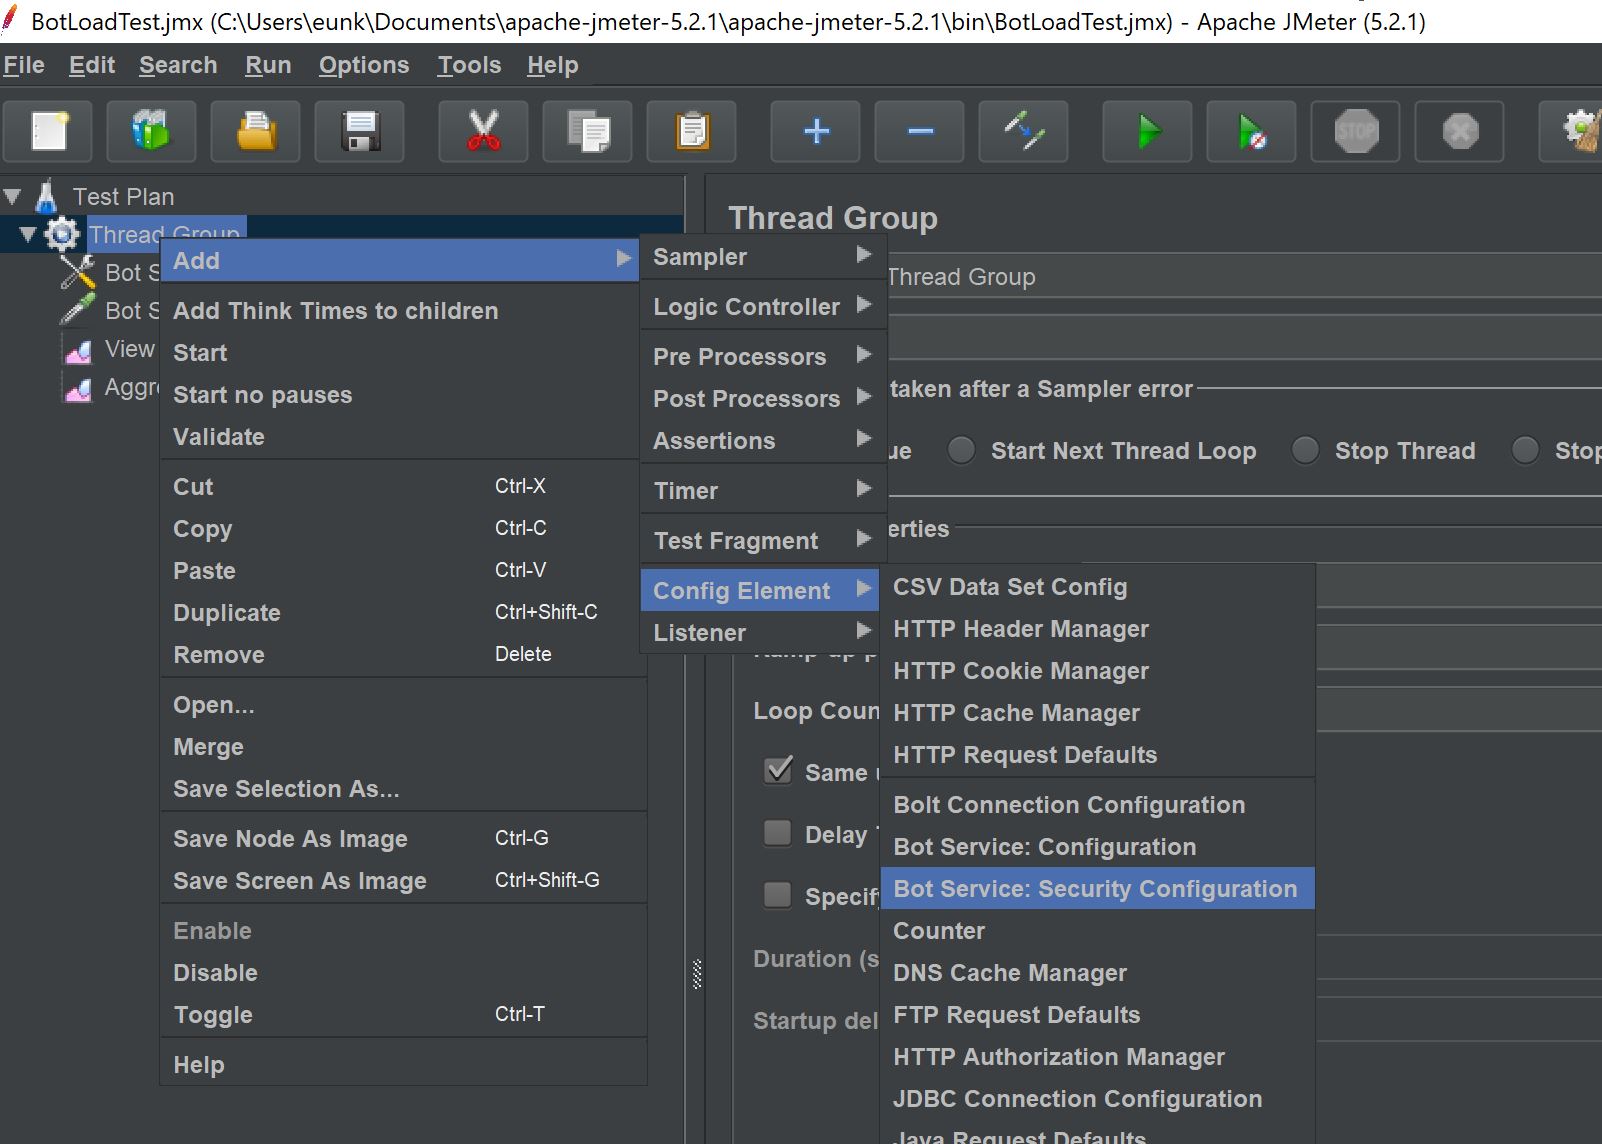 BotLoadTest.jmx (C:\Users\eunk\Documents\apache-jmeter-5.2.1\apache-jmeter-5.2.1\bin\BotLoadTest.jmx) - Apache JMeter (5.2.1)
File Edit Search Run Options Tools Help
STOP
Test Plan
Thread Group
Bot S
Bot S
View
Aggr
Add
Add Think Times to children
Start
Start no pauses
Validate
Cut Ctrl-X
Copy Ctrl-C
Paste Ctrl-V
Duplicate Ctrl+Shift-C
Remove Delete
Open...
Merge
Save Selection As...
Save Node As Image Ctrl-G
Save Screen As Image Ctrl+Shift-G
Enable
Disable
Toggle Ctrl-T
Help
Sampler
Logic Controller
Pre Processors
Post Processors
Assertions
Timer
Test Fragment
Config Element
Listener
CSV Data Set Config
HTTP Header Manager
HTTP Cookie Manager
HTTP Cache Manager
HTTP Request Defaults
Bolt Connection Configuration
Bot Service: Configuration
Bot Service: Security Configuration
Counter
DNS Cache Manager
FTP Request Defaults
HTTP Authorization Manager
JDBC Connection Configuration
Java Request Defaults
Thread Group
Thread Group
taken after a Sampler error
ue Start Next Thread Loop Stop Thread Stop
erties
Loop Coun
Same
Delay
Specify
Duration (s
Startup del